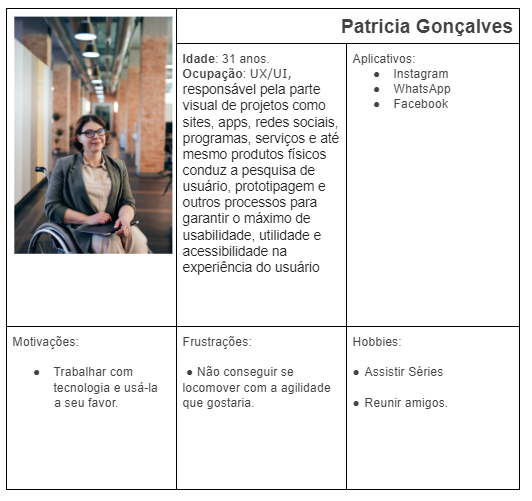 Patricia Gonçalves
Idade: 31 anos.
Ocupação: UX/UI,
responsável pela parte
visual de projetos como
sites, apps, redes sociais,
programas, serviços e até
mesmo produtos físicos
conduz a pesquisa de
usuário, prototipagem e
outros processos para
garantir o máximo de
usabilidade, utilidade e
acessibilidade na
experiência do usuário
Aplicativos:
● Instagram
● WhatsApp
● Facebook
Motivações:
● Trabalhar com
tecnologia e usá-la
a seu favor.
Frustrações:
● Não conseguir se
locomover com a agilidade
que gostaria.
Hobbies:
● Assistir Séries
● Reunir amigos.